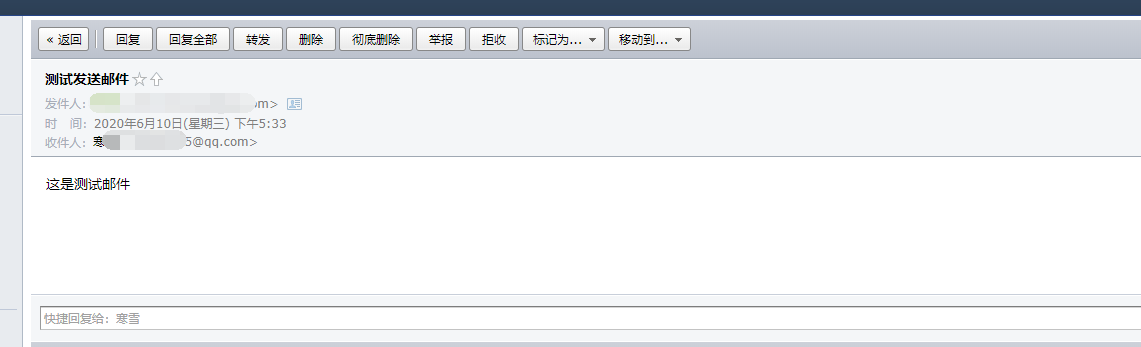 « 返回 回复 回复全部 转发 删除 彻底删除 举报 拒收 标记为... 移动到...
测试发送邮件
发件人: om>
时 间: 2020年6月10日(星期三) 下午5:33
收件人: 寒 5@qq.com>
这是测试邮件
快捷回复给: 寒雪